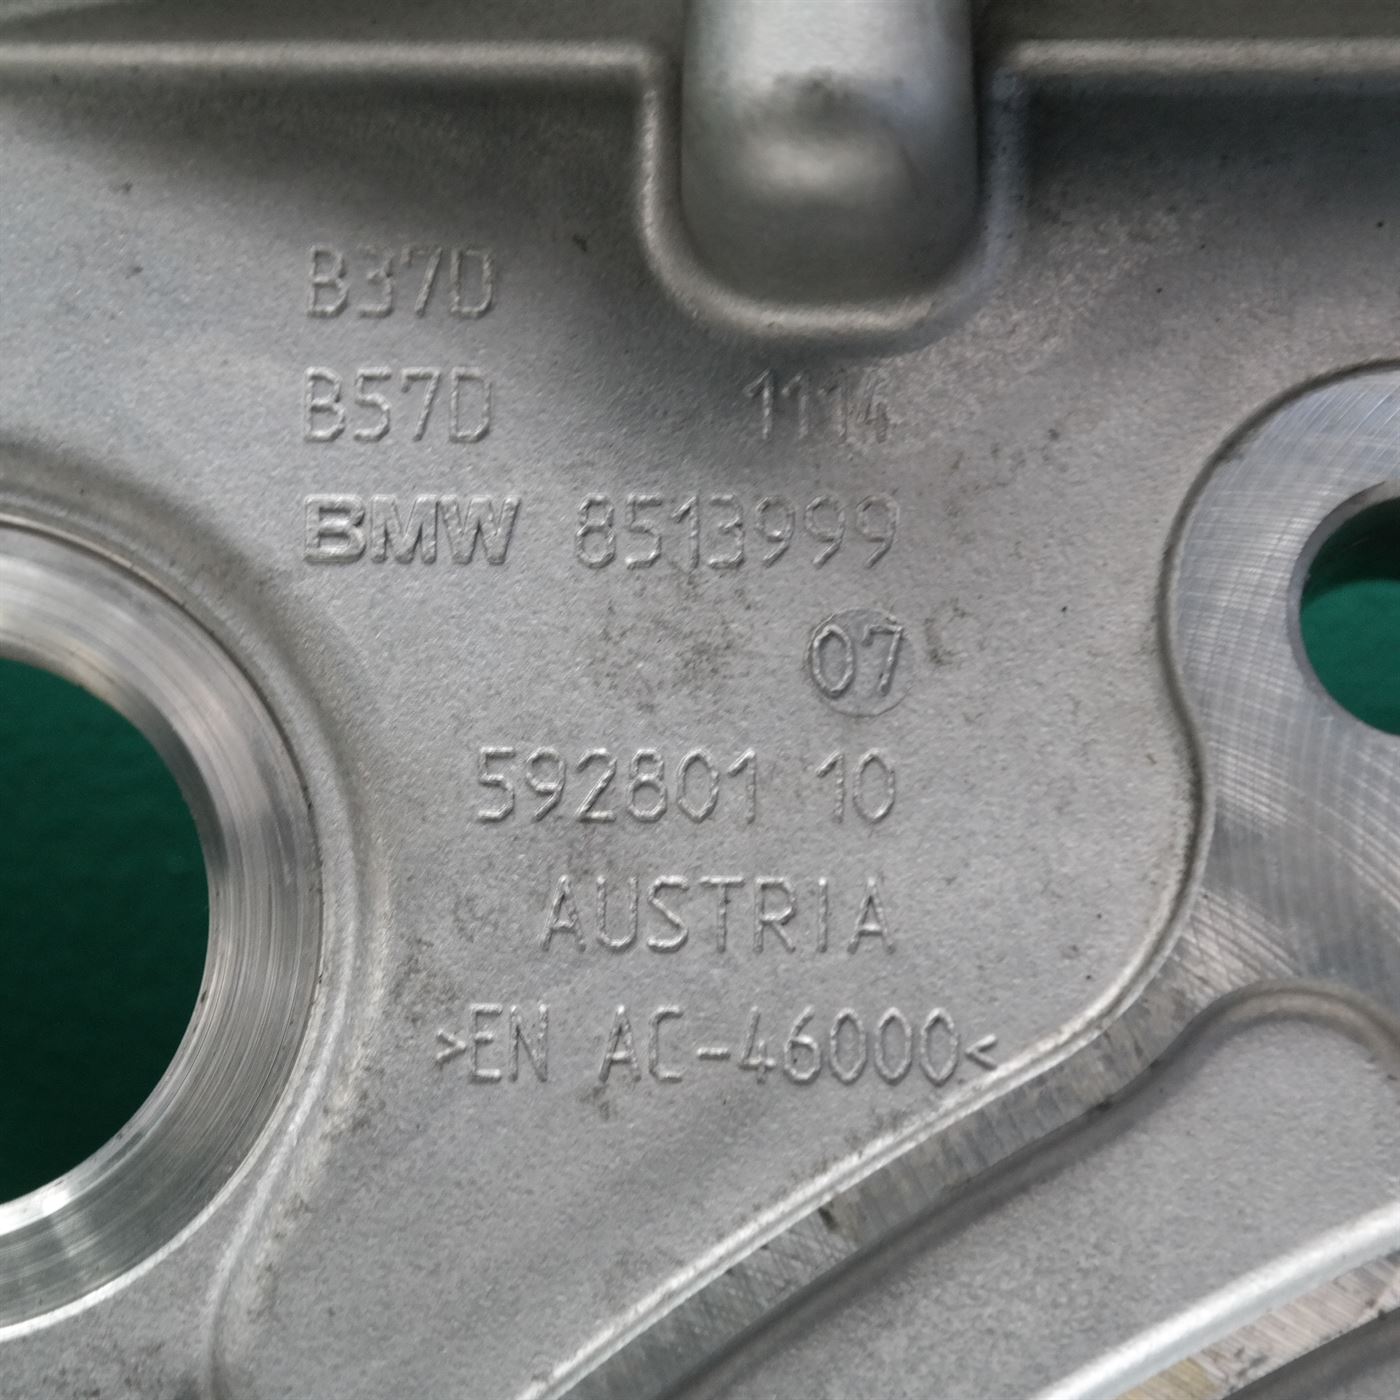 B37D
B57D 1114
BMW 8513999
07
592801 10
AUSTRIA
>EN AC-46000<